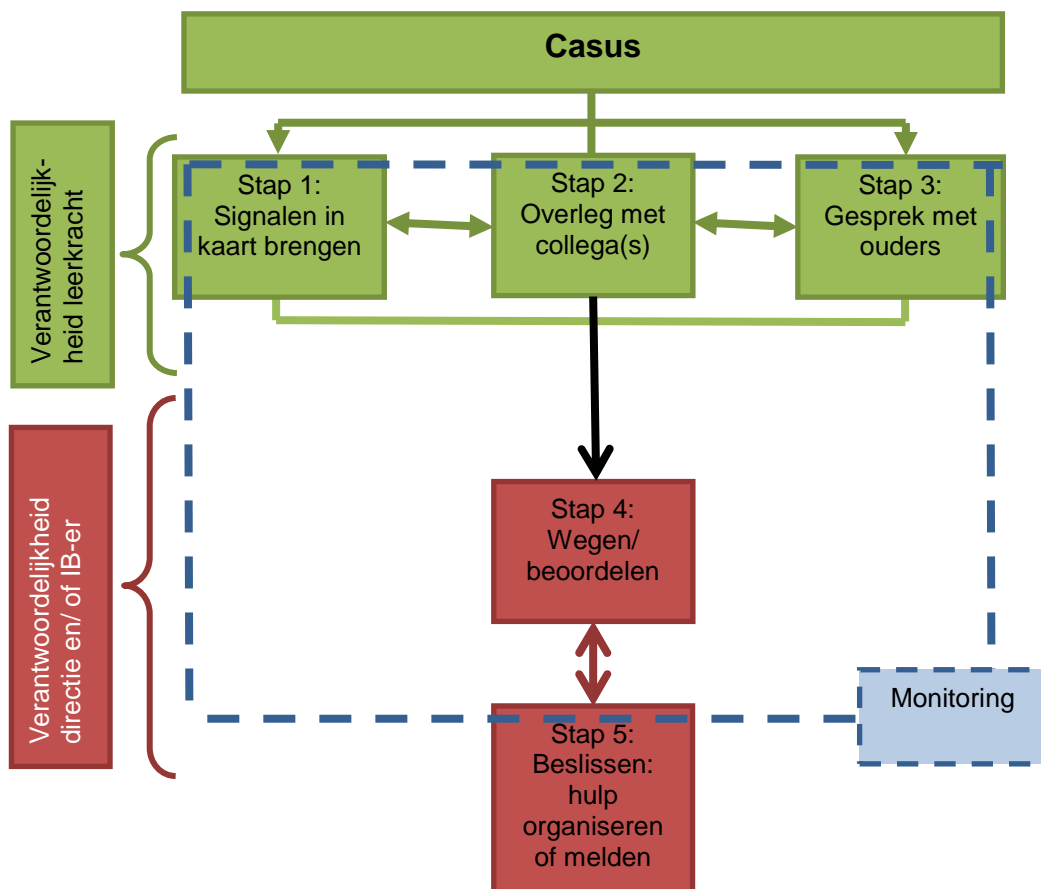 Casus
Verantwoordelijk-
heid leerkracht
Stap 1:
Signalen in
kaart brengen
Stap 2:
Overleg met
collega(s)
Stap 3:
Gesprek met
ouders
Verantwoordelijkheid
directie en/ of IB-er
Stap 4:
Wegen/
beoordelen
Monitoring
Stap 5:
Beslissen:
hulp
organiseren
of melden